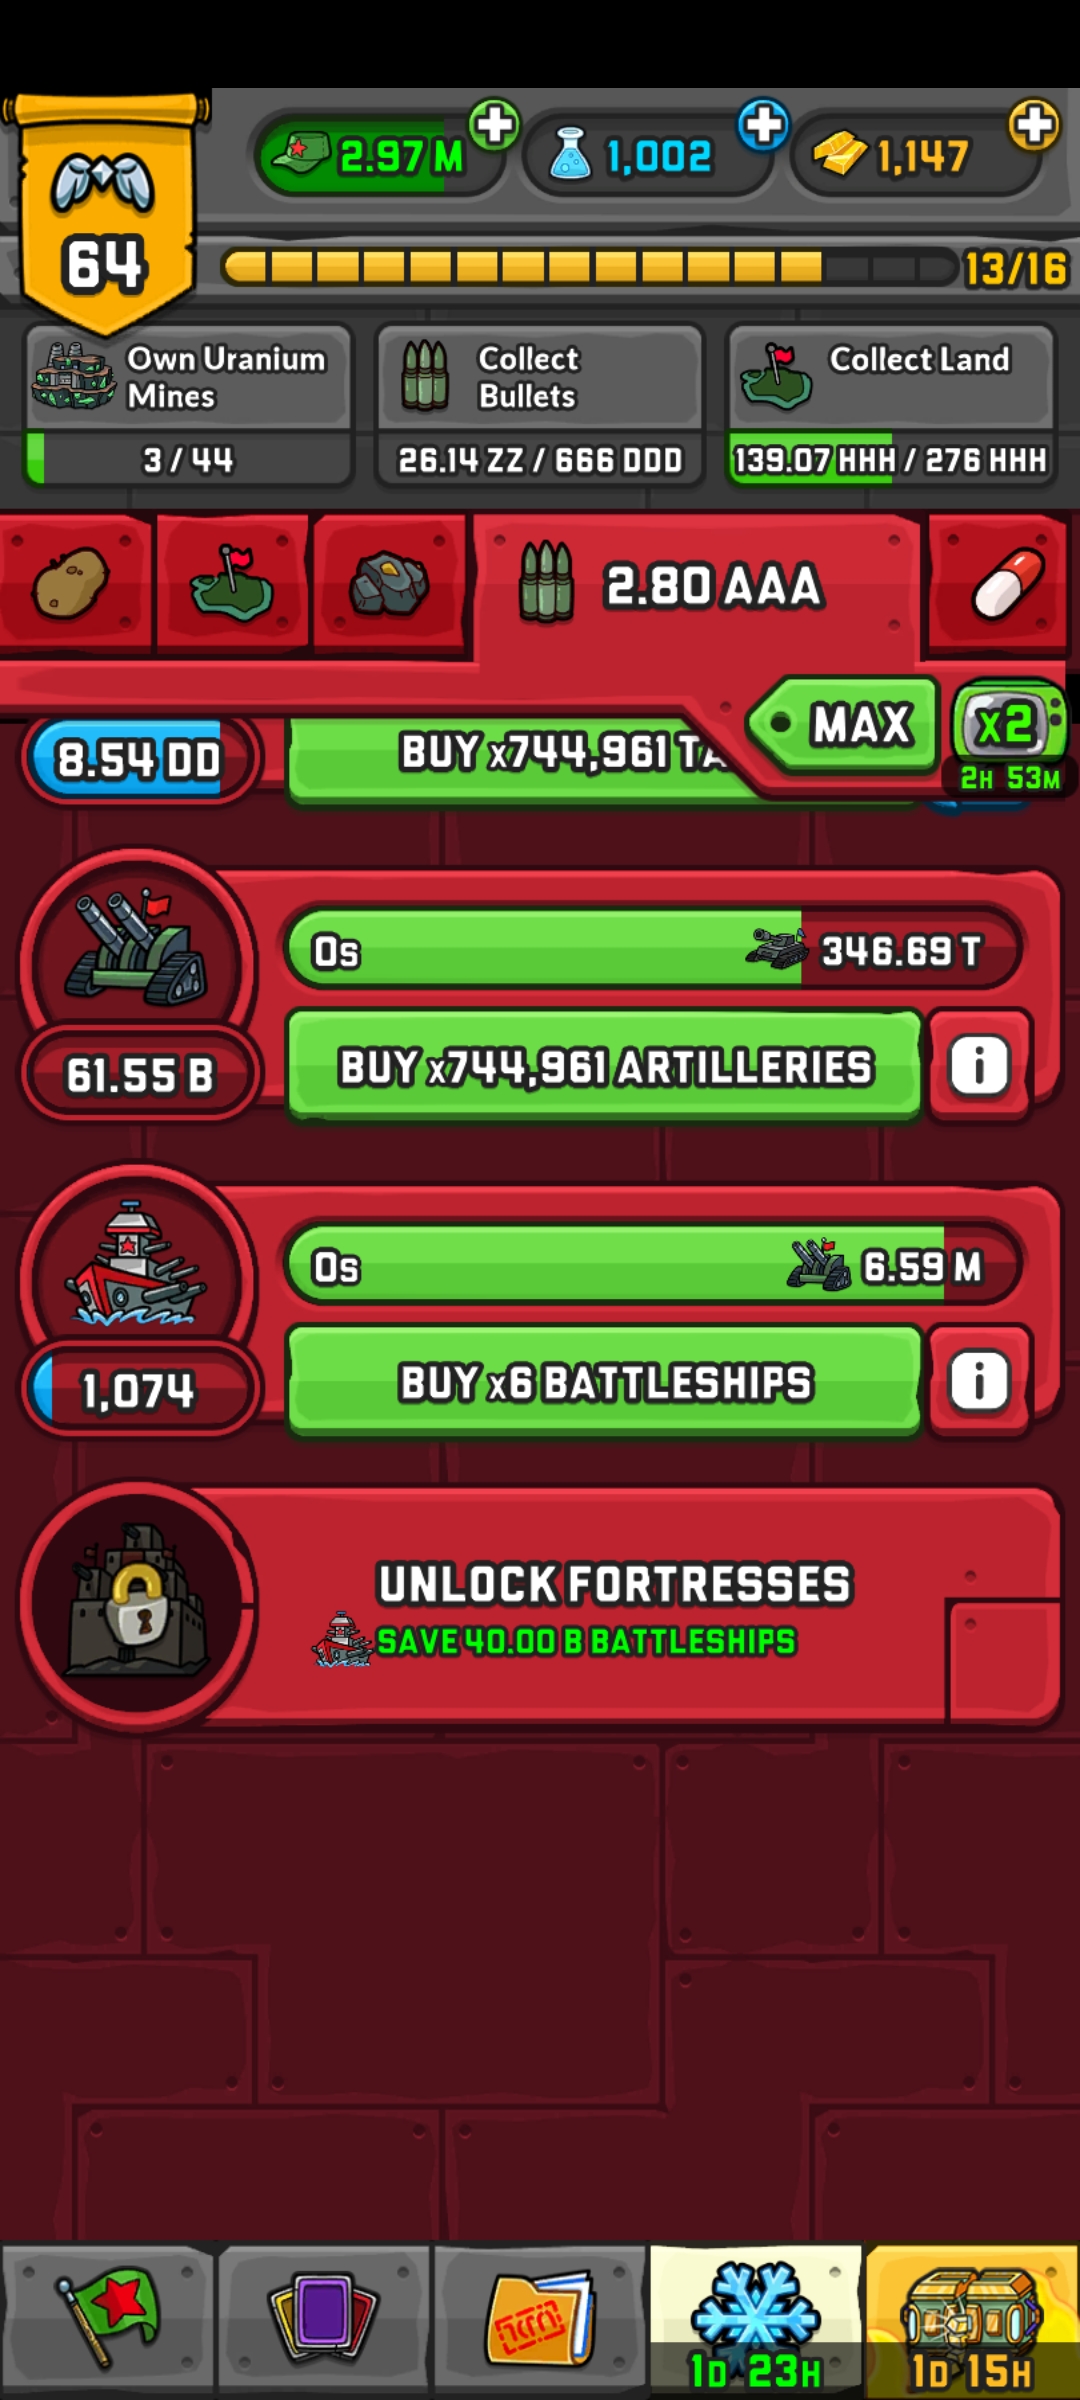 2.97 M
1,002
1,147
64
13/16
Own Uranium
Mines
3 / 44
Collect
Bullets
26.14 ZZ / 666 DDD
Collect Land
139.07 HHH / 276 HHH
2.80 AAA
MAX
x2
2H 53M
8.54 DD
BUY x744,961 TA
0s
346.69 T
61.55 B
BUY x744,961 ARTILLERIES
i
0s
6.59 M
1,074
BUY x6 BATTLESHIPS
i
UNLOCK FORTRESSES
SAVE 40.00 B BATTLESHIPS
1D 23H
1D 15H